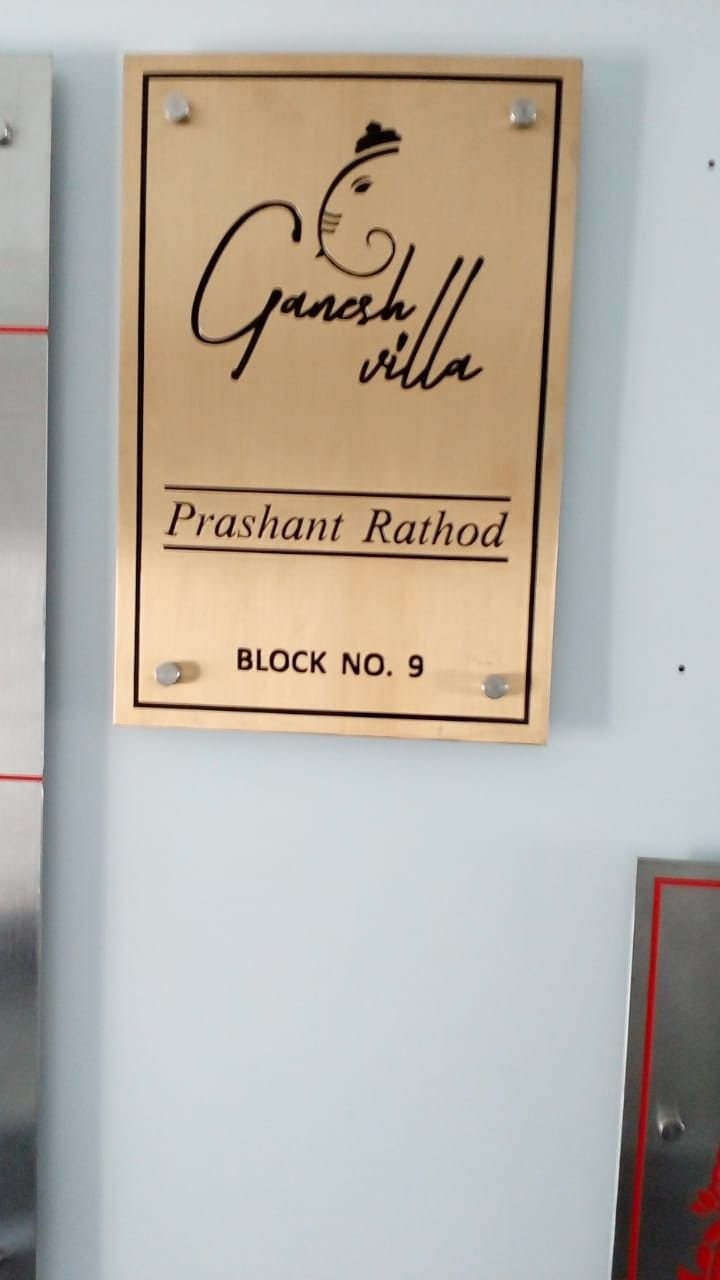 Ganesh
villa
Prashant Rathod
BLOCK NO. 9